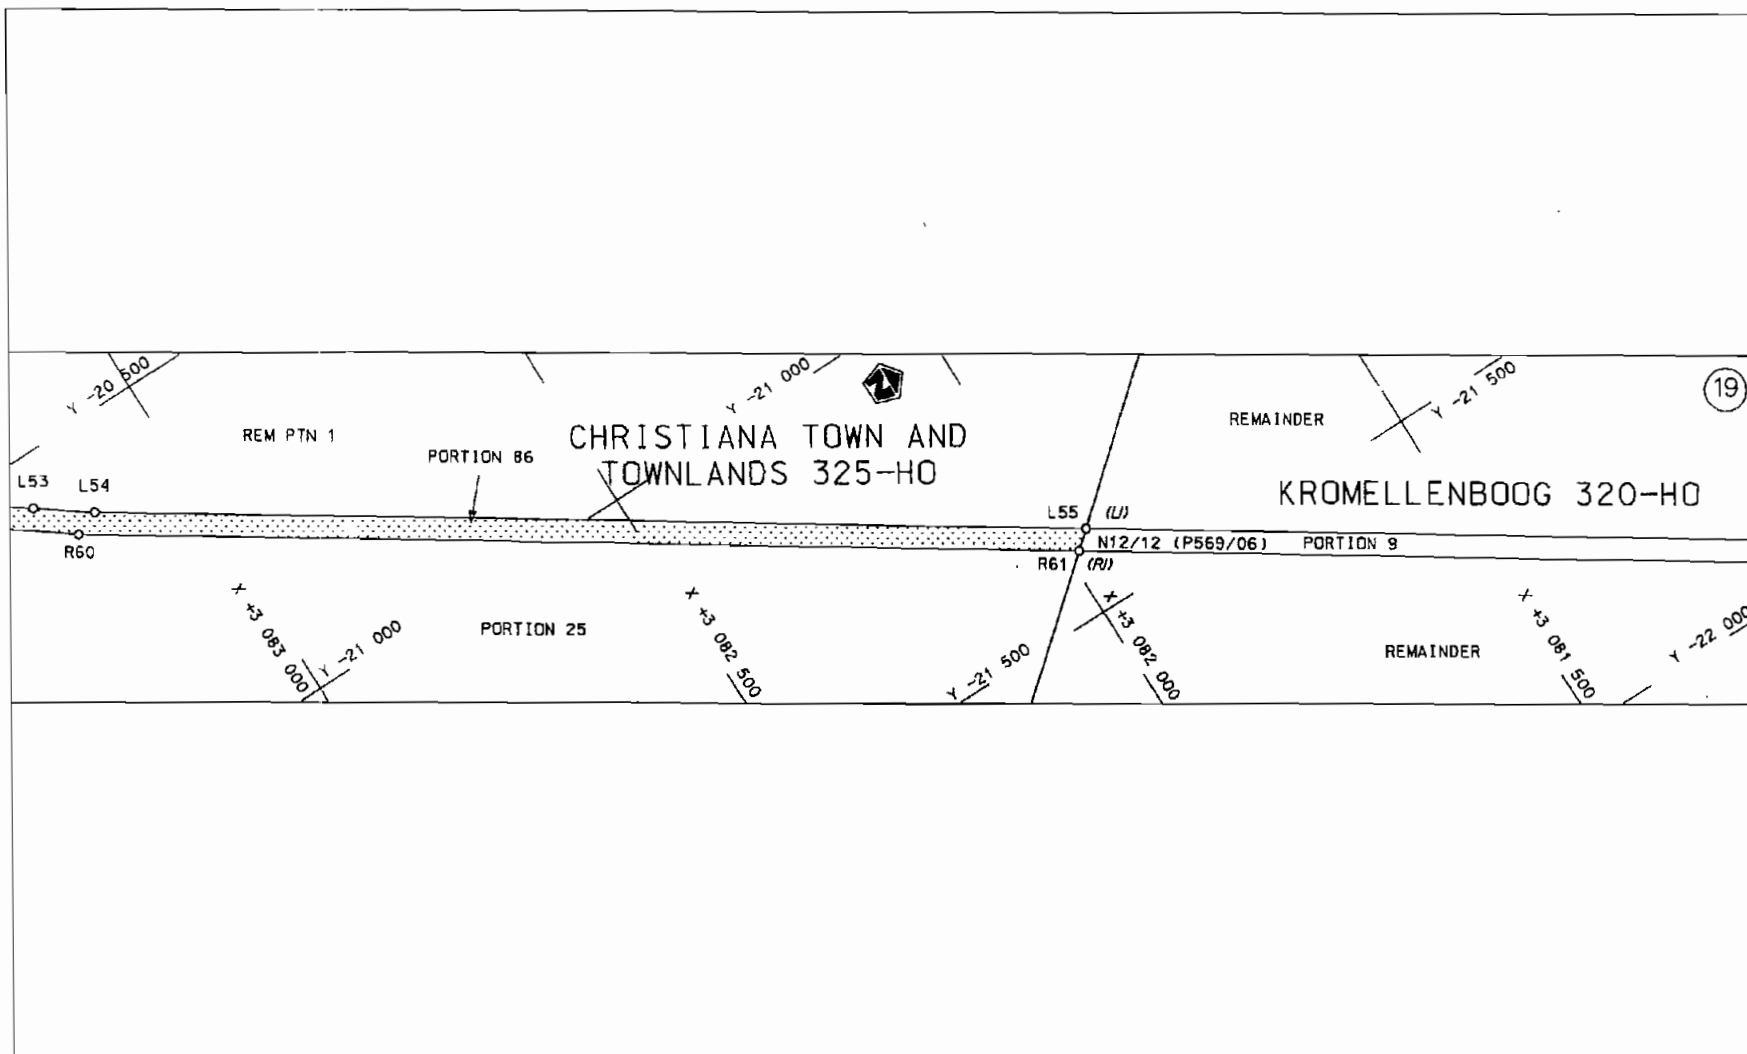 Y -20 500
Y -21 000
Y -21 500
19
REM PTN 1
PORTION 86
CHRISTIANA TOWN AND
TOWNLANDS 325-HO
REMAINDER
KROMELLENBOOG 320-HO
L53
L54
L55
(LI)
N12/12 (P569/06)
PORTION 9
R60
R61
(RI)
X +3 083 000
Y -21 000
PORTION 25
X +3 082 500
Y -21 500
X +3 082 000
REMAINDER
X +3 081 500
Y -22 000